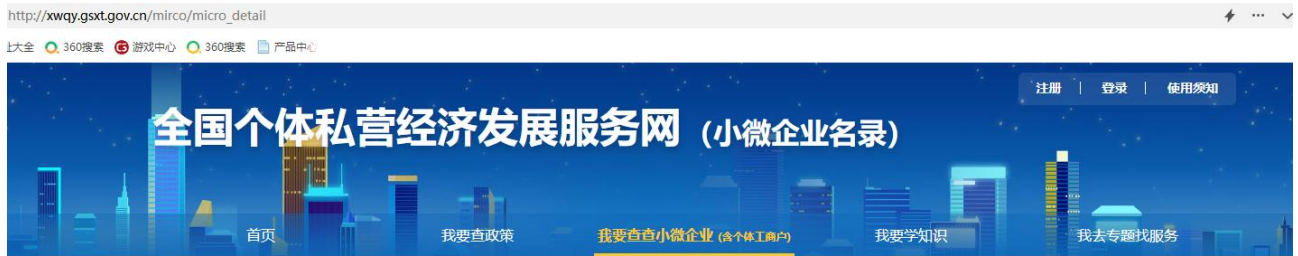 http://xwqy.gsxt.gov.cn/mirco/micro_detail
址大全 360搜索 游戏中心 360搜索 产品中心
注册 | 登录 | 使用须知
全国个体私营经济发展服务网（小微企业名录）
首页 我要查政策 我要查查小微企业 (含个体工商户) 我要学知识 我去专题找服务